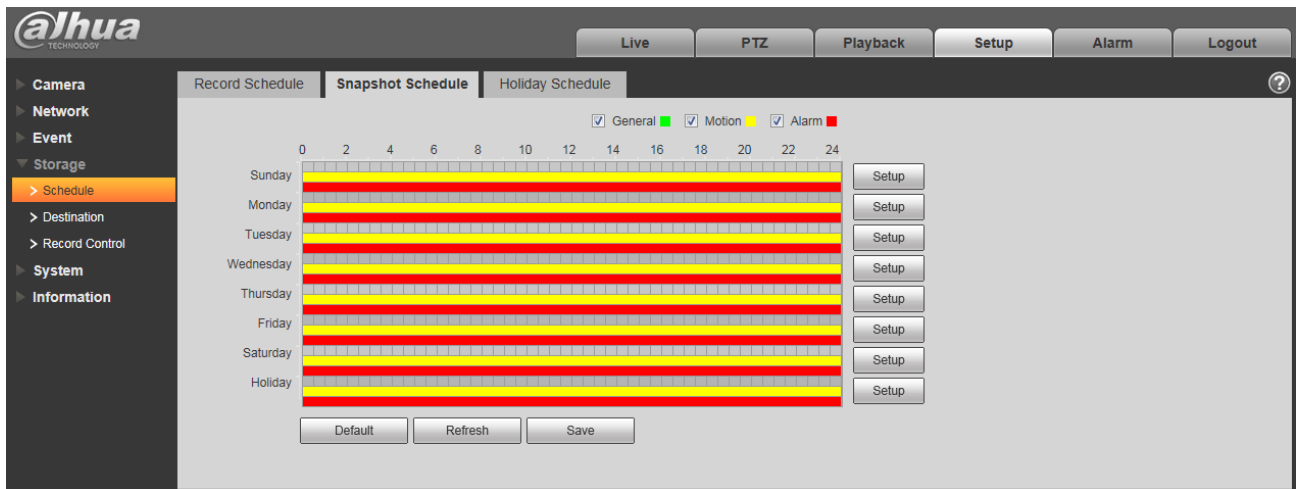 alhua
TECHNOLOGY
Live PTZ Playback Setup Alarm Logout
Camera
Network
Event
Storage
> Schedule
> Destination
> Record Control
System
Information
Record Schedule Snapshot Schedule Holiday Schedule ?
General Motion Alarm
0 2 4 6 8 10 12 14 16 18 20 22 24
Sunday Setup
Monday Setup
Tuesday Setup
Wednesday Setup
Thursday Setup
Friday Setup
Saturday Setup
Holiday Setup
Default Refresh Save